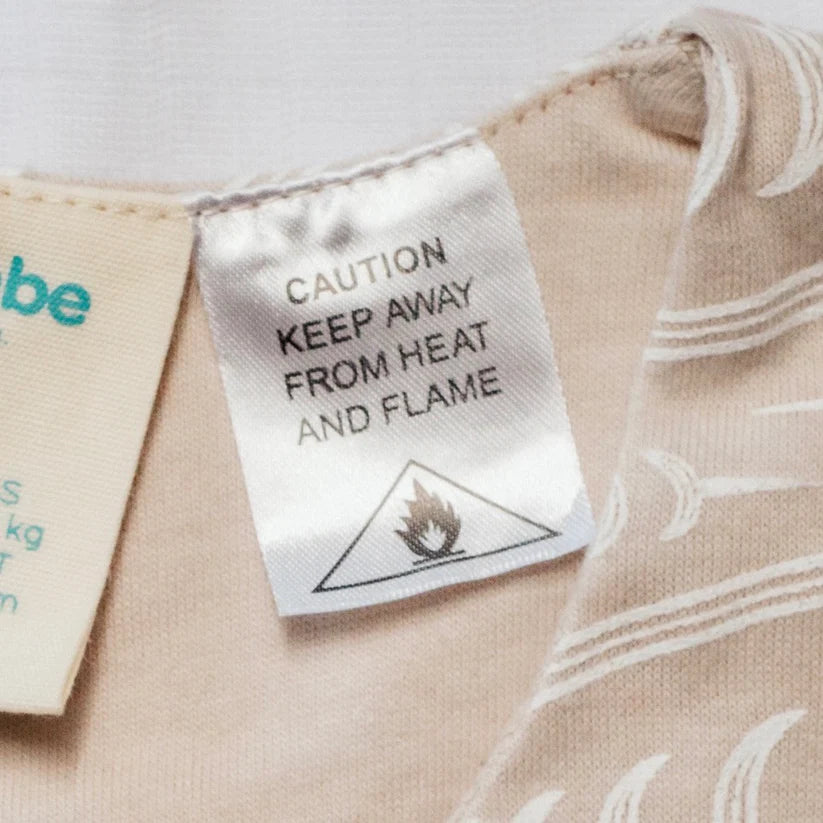 be
S
kg
CAUTION
KEEP AWAY
FROM HEAT
AND FLAME